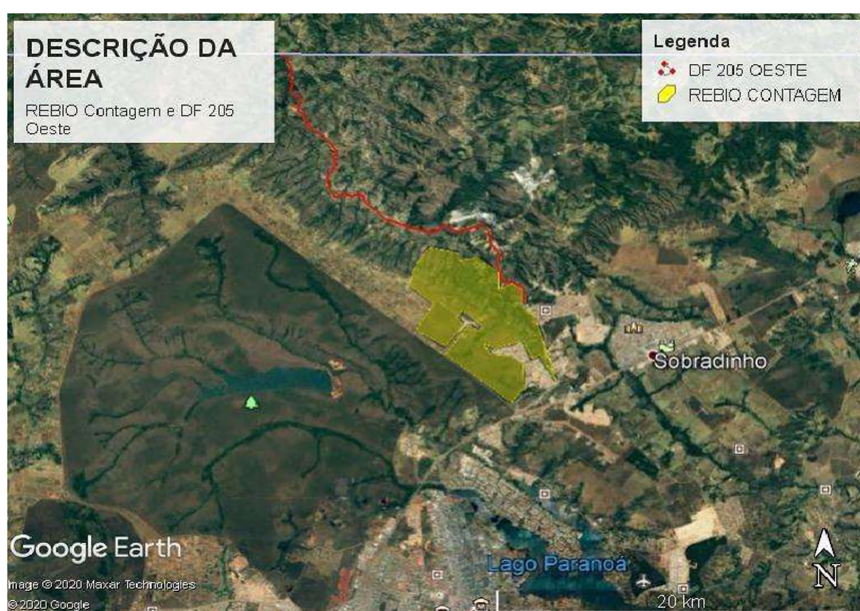 DESCRIÇÃO DA
ÁREA
REBIO Contagem e DF 205
Oeste
Legenda
DF 205 OESTE
REBIO CONTAGEM
Sobradinho
Google Earth
Lago Paranoá
mage © 2020 Maxar Technologies
© 2020 Google
20 km
N